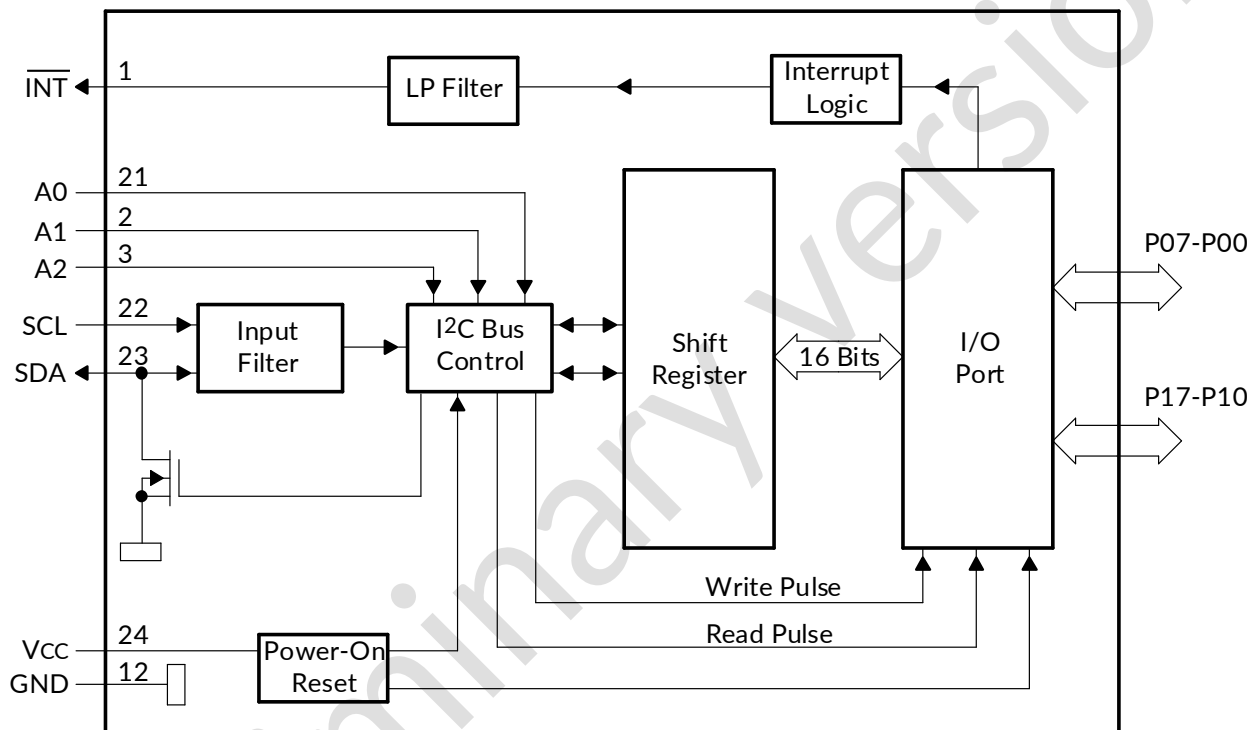 INT
1
LP Filter
Interrupt
Logic
A0
21
A1
2
A2
3
SCL
22
SDA
23
Input
Filter
I²C Bus
Control
Shift
Register
16 Bits
I/O
Port
P07-P00
P17-P10
Write Pulse
Read Pulse
Vcc
24
GND
12
Power-On
Reset
minary version